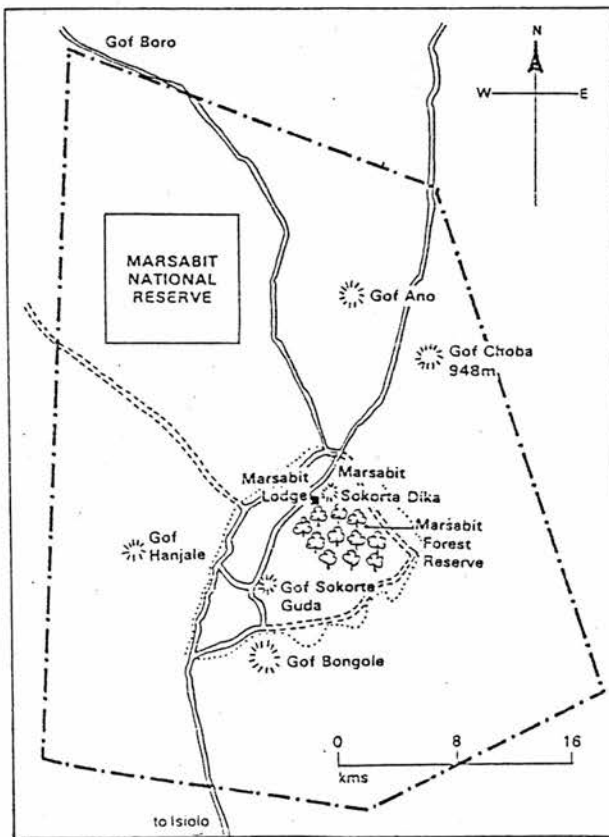 Gof Boro
N
W
E
S
MARSABIT
NATIONAL
RESERVE
Gof Ano
Gof Choba
948m
Marsabit
Lodge
Marsabit
Sokorta Dika
Marsabit
Forest
Reserve
Gof
Hanjale
Gof Sokorte
Guda
Gof Bongole
0 8 16
kms
to Isiolo